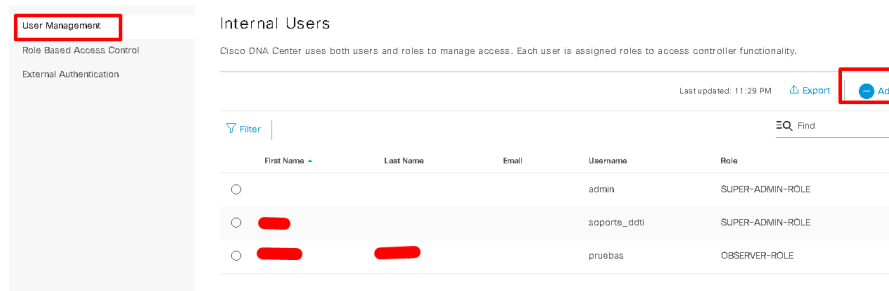 User Management
Role Based Access Control
External Authentication
Internal Users
Cisco DNA Center uses both users and roles to manage access. Each user is assigned roles to access controller functionality.
Last updated: 11:29 PM Export Ad
Filter Find
First Name Last Name Email Username Role
admin SUPER-ADMIN-ROLE
soporte_ddti SUPER-ADMIN-ROLE
pruebas OBSERVER-ROLE